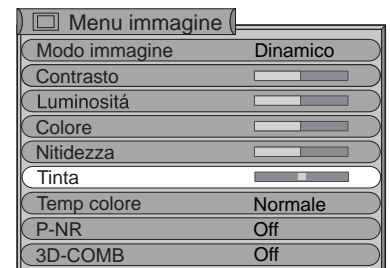 Menu immagine
Modo immagine Dinamico
Contrasto
Luminositá
Colore
Nitidezza
Tinta
Temp colore Normale
P-NR Off
3D-COMB Off